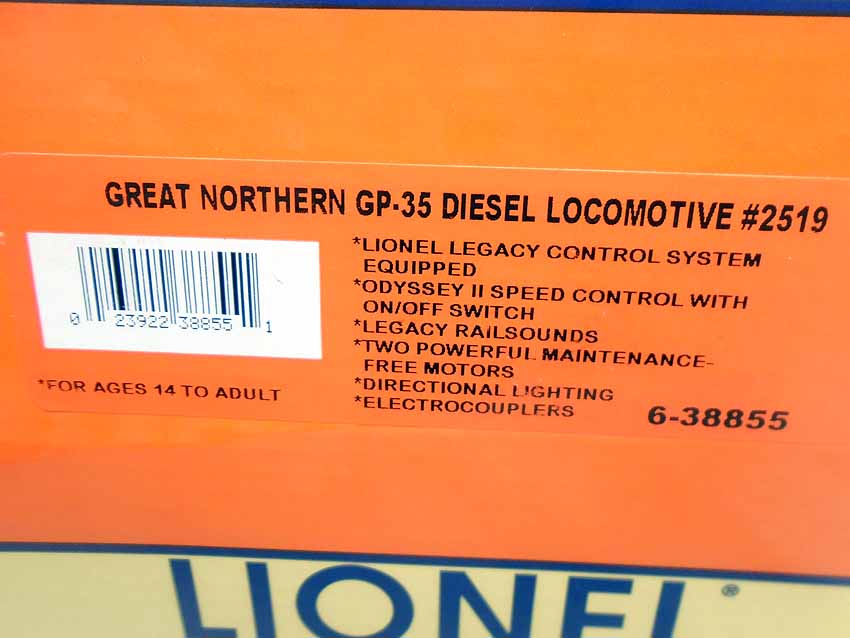 GREAT NORTHERN GP-35 DIESEL LOCOMOTIVE #2519
*LIONEL LEGACY CONTROL SYSTEM
EQUIPPED
*ODYSSEY II SPEED CONTROL WITH
ON/OFF SWITCH
*LEGACY RAILSOUNDS
*TWO POWERFUL MAINTENANCE-
FREE MOTORS
*DIRECTIONAL LIGHTING
*ELECTROCOUPLERS
0 23922 38855 1
*FOR AGES 14 TO ADULT
6-38855
LIONEL®